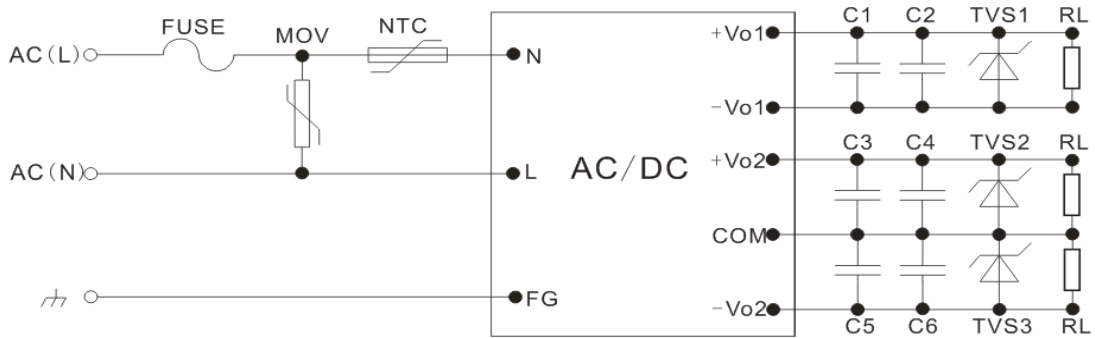 FUSE MOV NTC
AC(L) N
AC(N) L
FG
AC/DC
+Vo1 C1 C2 TVS1 RL
-Vo1
+Vo2 C3 C4 TVS2 RL
COM
-Vo2 C5 C6 TVS3 RL